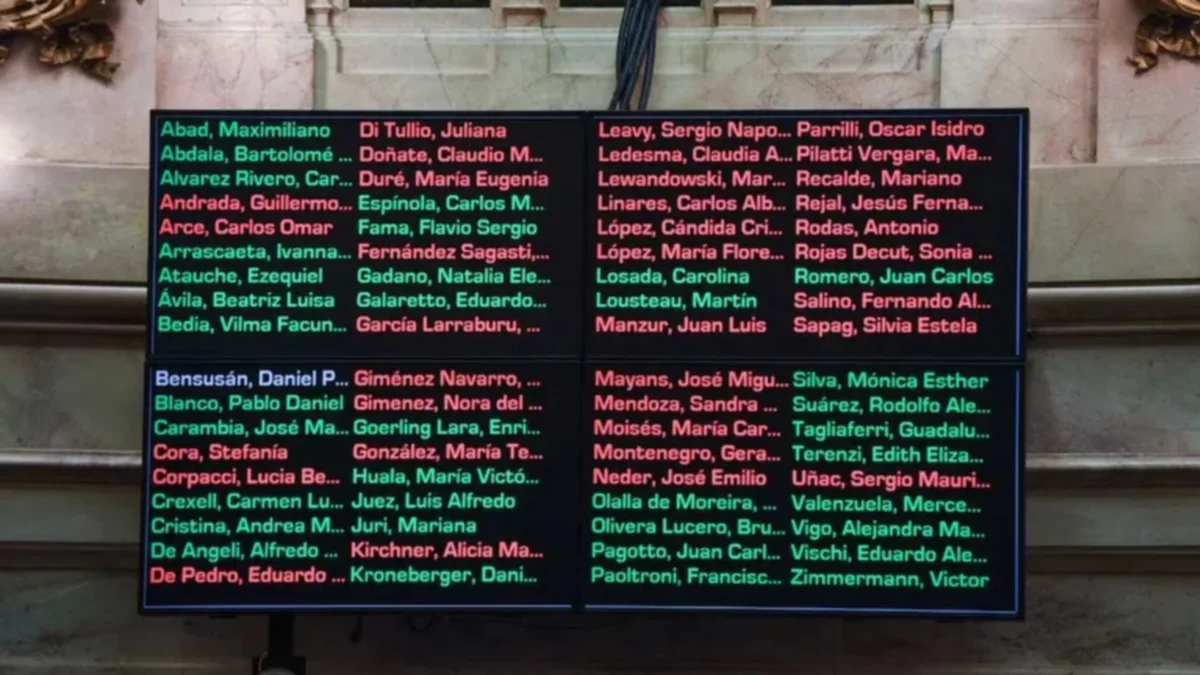 Abad, Maximiliano
Abdala, Bartolomé ...
Alvarez Rivero, Car...
Andrada, Guillermo...
Arce, Carlos Omar
Arrascaeta, Ivanna...
Atauche, Ezequiel
Ávila, Beatriz Luisa
Bedia, Vilma Facun...
Di Tullio, Juliana
Doñate, Claudio M...
Duré, María Eugenia
Espínola, Carlos M...
Fama, Flavio Sergio
Fernández Sagasti,...
Gadano, Natalia Ele...
Galaretto, Eduardo...
García Larraburu, ...
Leavy, Sergio Napo...
Ledesma, Claudia A...
Lewandowski, Mar...
Linares, Carlos Alb...
López, Cándida Cri...
López, María Flore...
Losada, Carolina
Lousteau, Martín
Manzur, Juan Luis
Parrilli, Oscar Isidro
Pilatti Vergara, Ma...
Recalde, Mariano
Rejal, Jesús Ferna...
Rodas, Antonio
Rojas Decut, Sonia ...
Romero, Juan Carlos
Salino, Fernando Al...
Sapag, Silvia Estela
Bensusán, Daniel P...
Blanco, Pablo Daniel
Carambia, José Ma...
Cora, Stefanía
Corpacci, Lucia Be...
Crexell, Carmen Lu...
Cristina, Andrea M...
De Angeli, Alfredo ...
De Pedro, Eduardo ...
Giménez Navarro, ...
Gimenez, Nora del ...
Goerling Lara, Enri...
González, María Te...
Huala, María Victó...
Juez, Luis Alfredo
Juri, Mariana
Kirchner, Alicia Ma...
Kroneberger, Dani...
Mayans, José Migu...
Mendoza, Sandra ...
Moisés, María Car...
Montenegro, Gera...
Neder, José Emilio
Olalla de Moreira, ...
Olivera Lucero, Bru...
Pagotto, Juan Carl...
Paoltroni, Francisc...
Silva, Mónica Esther
Suárez, Rodolfo Ale...
Tagliaferri, Guadalu...
Terenzi, Edith Eliza...
Uñac, Sergio Mauri...
Valenzuela, Merce...
Vigo, Alejandra Ma...
Vischi, Eduardo Ale...
Zimmermann, Victor